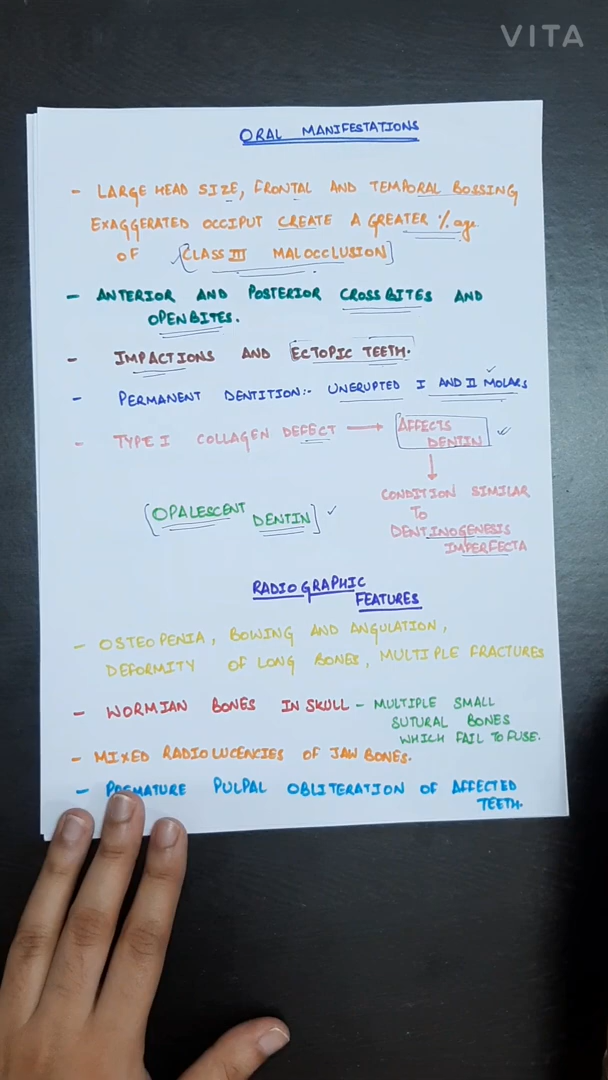 VITA
ORAL MANIFESTATIONS
- LARGE HEAD SIZE, FRONTAL AND TEMPORAL BOSSING
EXAGGERATED OCCIPUT CREATE A GREATER %age
OF [CLASS III MALOCCLUSION]
- ANTERIOR AND POSTERIOR CROSSBITES AND
OPENBITES.
- IMPACTIONS AND ECTOPIC TEETH.
- PERMANENT DENTITION:- UNERUPTED I AND II MOLARS
- TYPE I COLLAGEN DEFECT → AFFECTS
DENTIN
↓
CONDITION SIMILAR
TO
DENTINOGENESIS
IMPERFECTA
[OPALESCENT DENTIN]
RADIOGRAPHIC
FEATURES
- OSTEOPENIA, BOWING AND ANGULATION,
DEFORMITY OF LONG BONES, MULTIPLE FRACTURES
- WORMIAN BONES IN SKULL - MULTIPLE SMALL
SUTURAL BONES
WHICH FAIL TO FUSE.
- MIXED RADIOLUCENCIES OF JAW BONES.
- PREMATURE PULPAL OBLITERATION OF AFFECTED
TEETH.